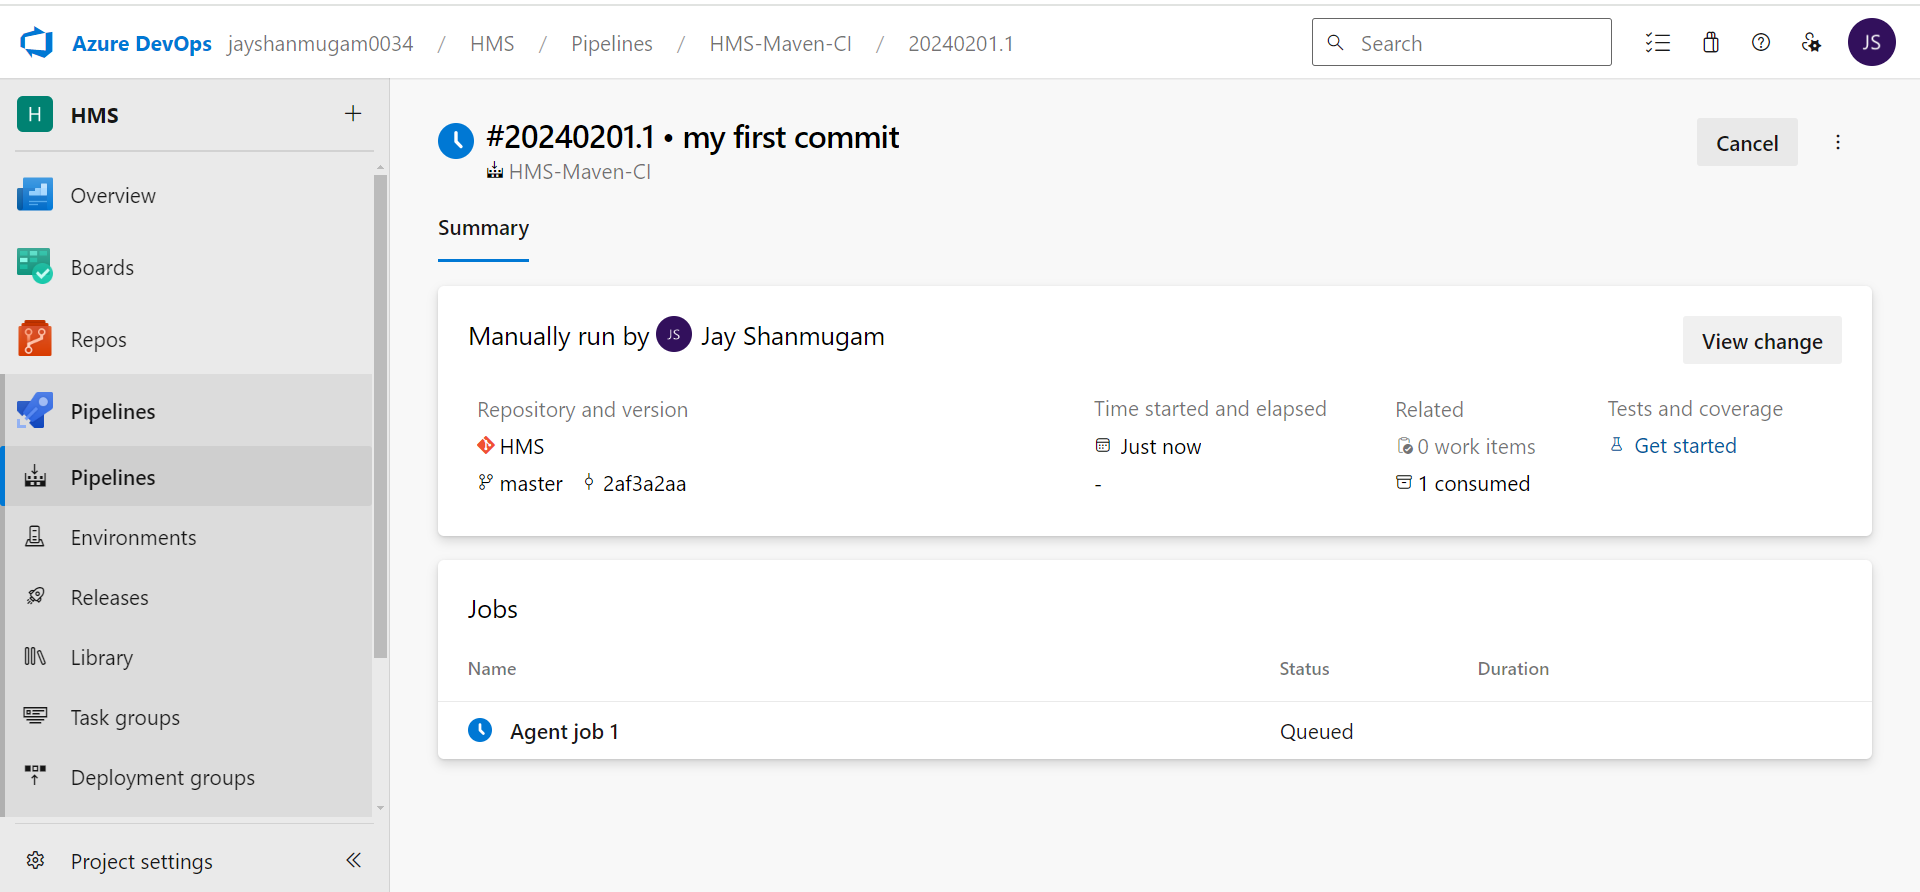 Azure DevOps jayshanmugam0034 / HMS / Pipelines / HMS-Maven-CI / 20240201.1
Search
JS
H HMS
Overview
Boards
Repos
Pipelines
Pipelines
Environments
Releases
Library
Task groups
Deployment groups
Project settings
#20240201.1 • my first commit
HMS-Maven-CI
Cancel
Summary
Manually run by JS Jay Shanmugam
View change
Repository and version
HMS
master 2af3a2aa
Time started and elapsed
Just now
-
Related
0 work items
1 consumed
Tests and coverage
Get started
Jobs
Name Status Duration
Agent job 1 Queued